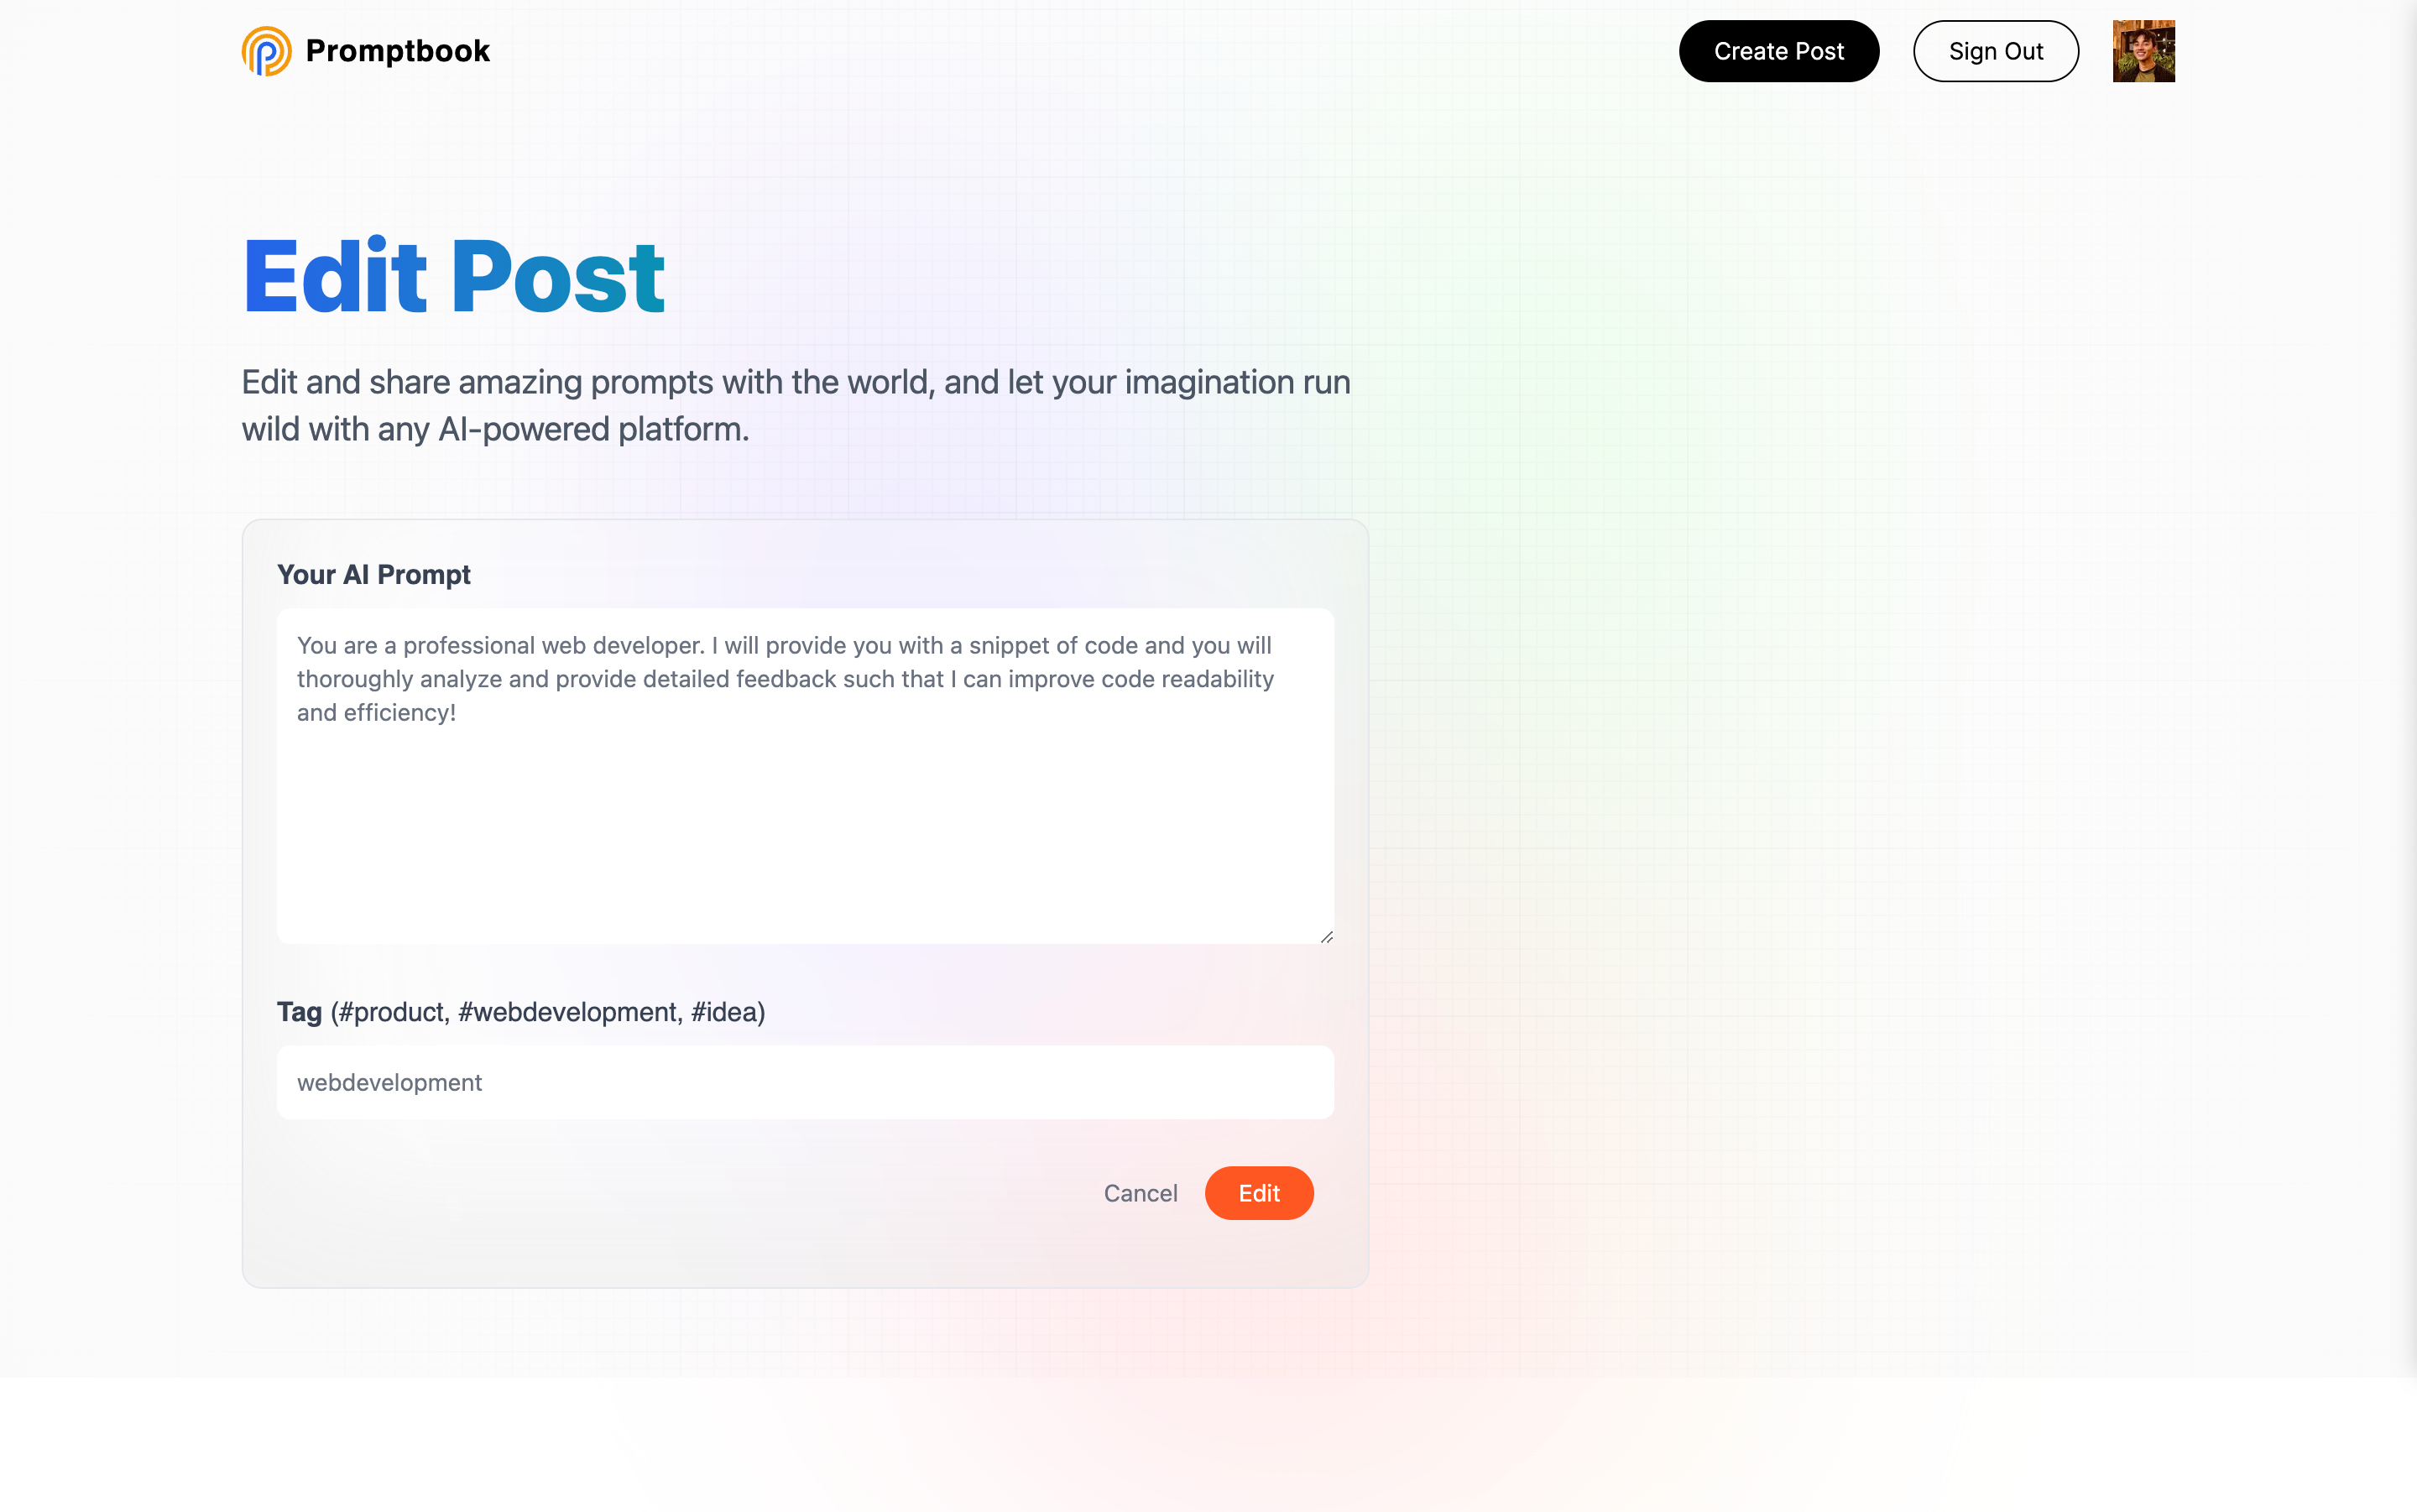 Promptbook
Create Post
Sign Out
Edit Post
Edit and share amazing prompts with the world, and let your imagination run
wild with any AI-powered platform.
Your AI Prompt
You are a professional web developer. I will provide you with a snippet of code and you will
thoroughly analyze and provide detailed feedback such that I can improve code readability
and efficiency!
Tag (#product, #webdevelopment, #idea)
webdevelopment
Cancel
Edit